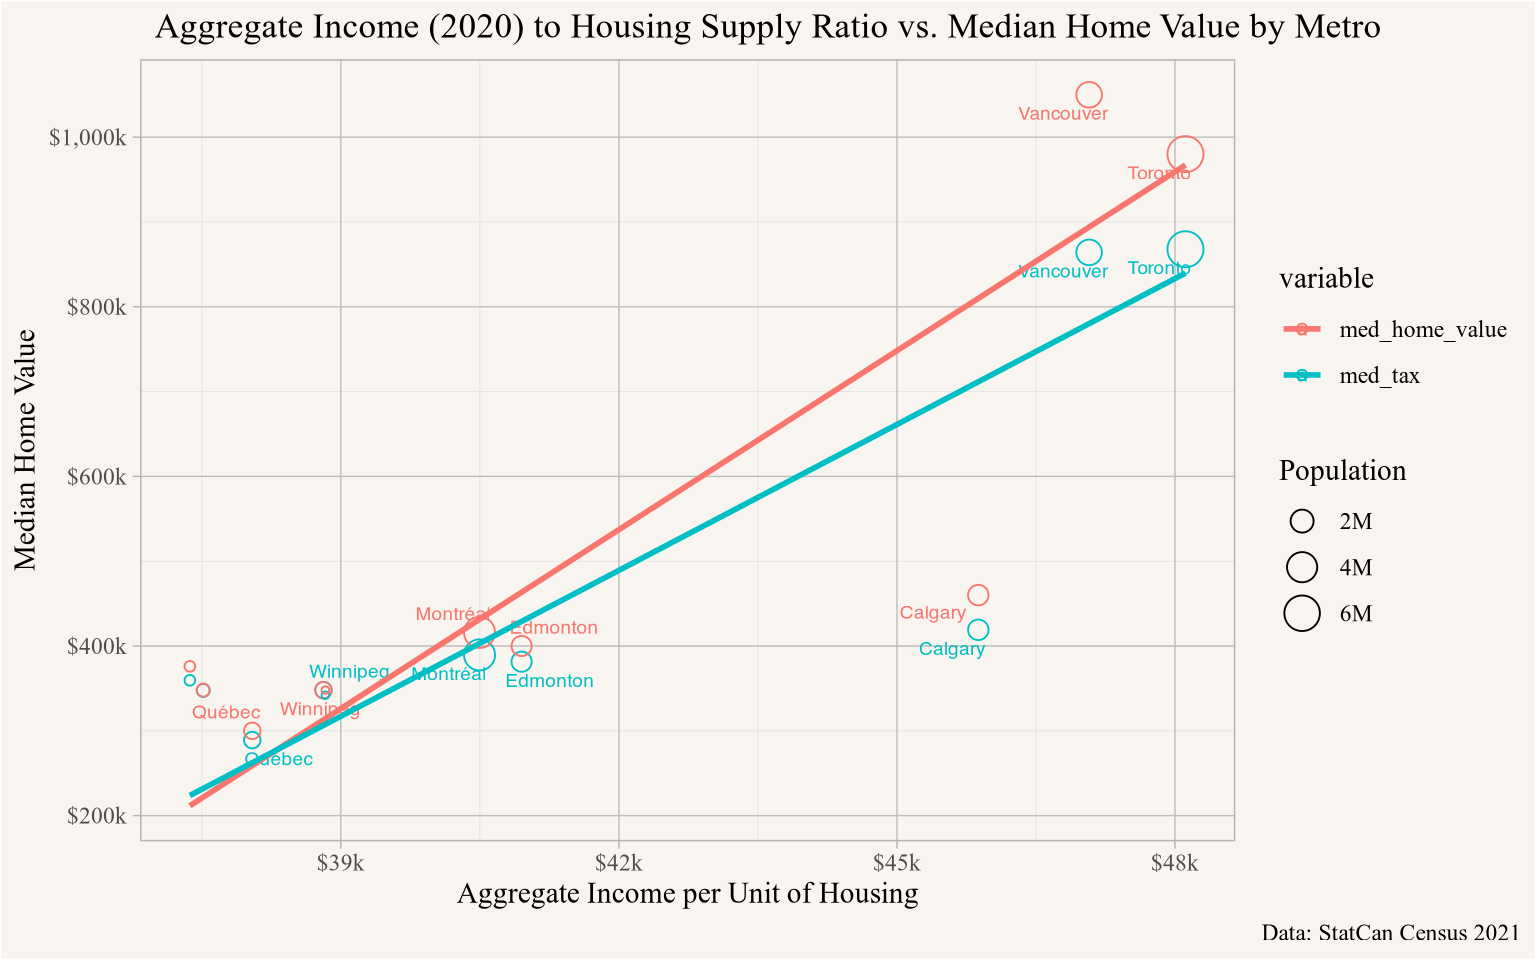 Aggregate Income (2020) to Housing Supply Ratio vs. Median Home Value by Metro
Median Home Value
$1,000k
$800k
$600k
$400k
$200k
Vancouver
Toronto
Vancouver
Toronto
Calgary
Calgary
Montréal
Edmonton
Montréal
Edmonton
Winnipeg
Winnipeg
Québec
Québec
$39k
$42k
$45k
$48k
Aggregate Income per Unit of Housing
variable
a med_home_value
a med_tax
Population
2M
4M
6M
Data: StatCan Census 2021